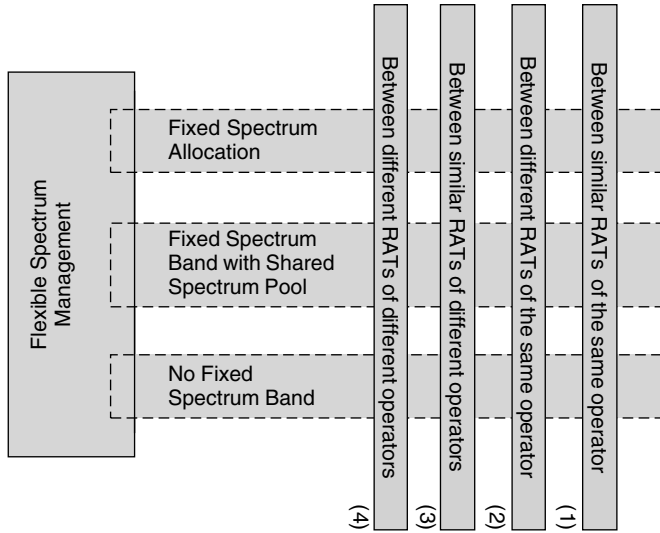 Flexible Spectrum
Management
Fixed Spectrum
Allocation
Fixed Spectrum
Band with Shared
Spectrum Pool
No Fixed
Spectrum Band
Between different RATs of different operators
(4)
Between similar RATs of different operators
(3)
Between different RATs of the same operator
(2)
Between similar RATs of the same operator
(1)